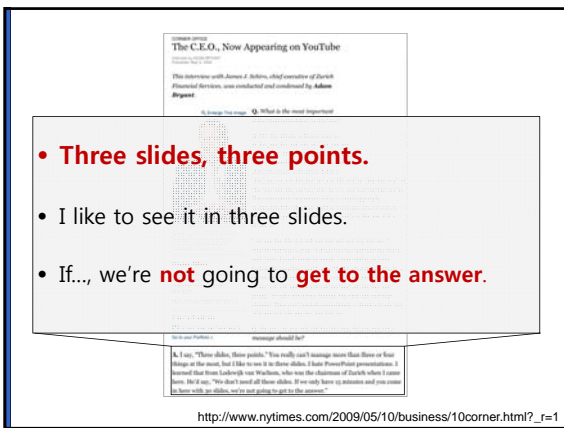 CORNER OFFICE
The C.E.O., Now Appearing on YouTube
This interview with James J. Schiro, chief executive of Zurich
Financial Services, was conducted and condensed by Adam
Bryant.
Enlarge This Image
Q. What is the most important
• Three slides, three points.
• I like to see it in three slides.
• If..., we're not going to get to the answer.
message should be?
A. I say, "Three slides, three points." You really can't manage more than three or four
things at the most, but I like to see it in three slides. I hate PowerPoint presentations. I
learned that from Lodewijk van Wachem, who was the chairman of Zurich when I came
here. He'd say, "We don't need all these slides. If we only have 15 minutes and you come
in here with 30 slides, we're not going to get to the answer."
http://www.nytimes.com/2009/05/10/business/10corner.html?_r=1